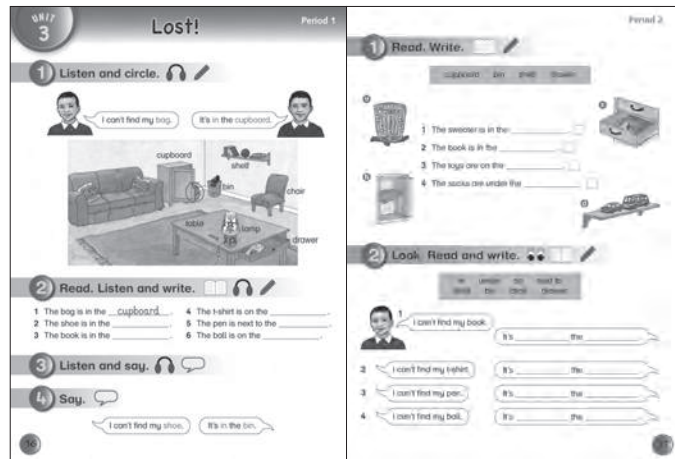 UNIT 3
Lost!
Period 1
1 Listen and circle.
I can't find my bag.
It's in the cupboard.
cupboard
shelf
bin
chair
table
lamp
drawer
2 Read. Listen and write.
1 The bag is in the cupboard.
2 The shoe is in the
3 The book is in the
4 The t-shirt is on the
5 The pen is next to the
6 The ball is on the
3 Listen and say.
4 Say.
I can't find my shoe.
It's in the bin.
16
Period 2
1 Read. Write.
cupboard bin shelf drawer
a
b
c
d
1 The sweater is in the
2 The book is in the
3 The toys are on the
4 The socks are under the
2 Look. Read and write.
in under on next to
bin table drawer
1
I can't find my book.
It's the
2 I can't find my t-shirt. It's the
3 I can't find my pen. It's the
4 I can't find my ball. It's the